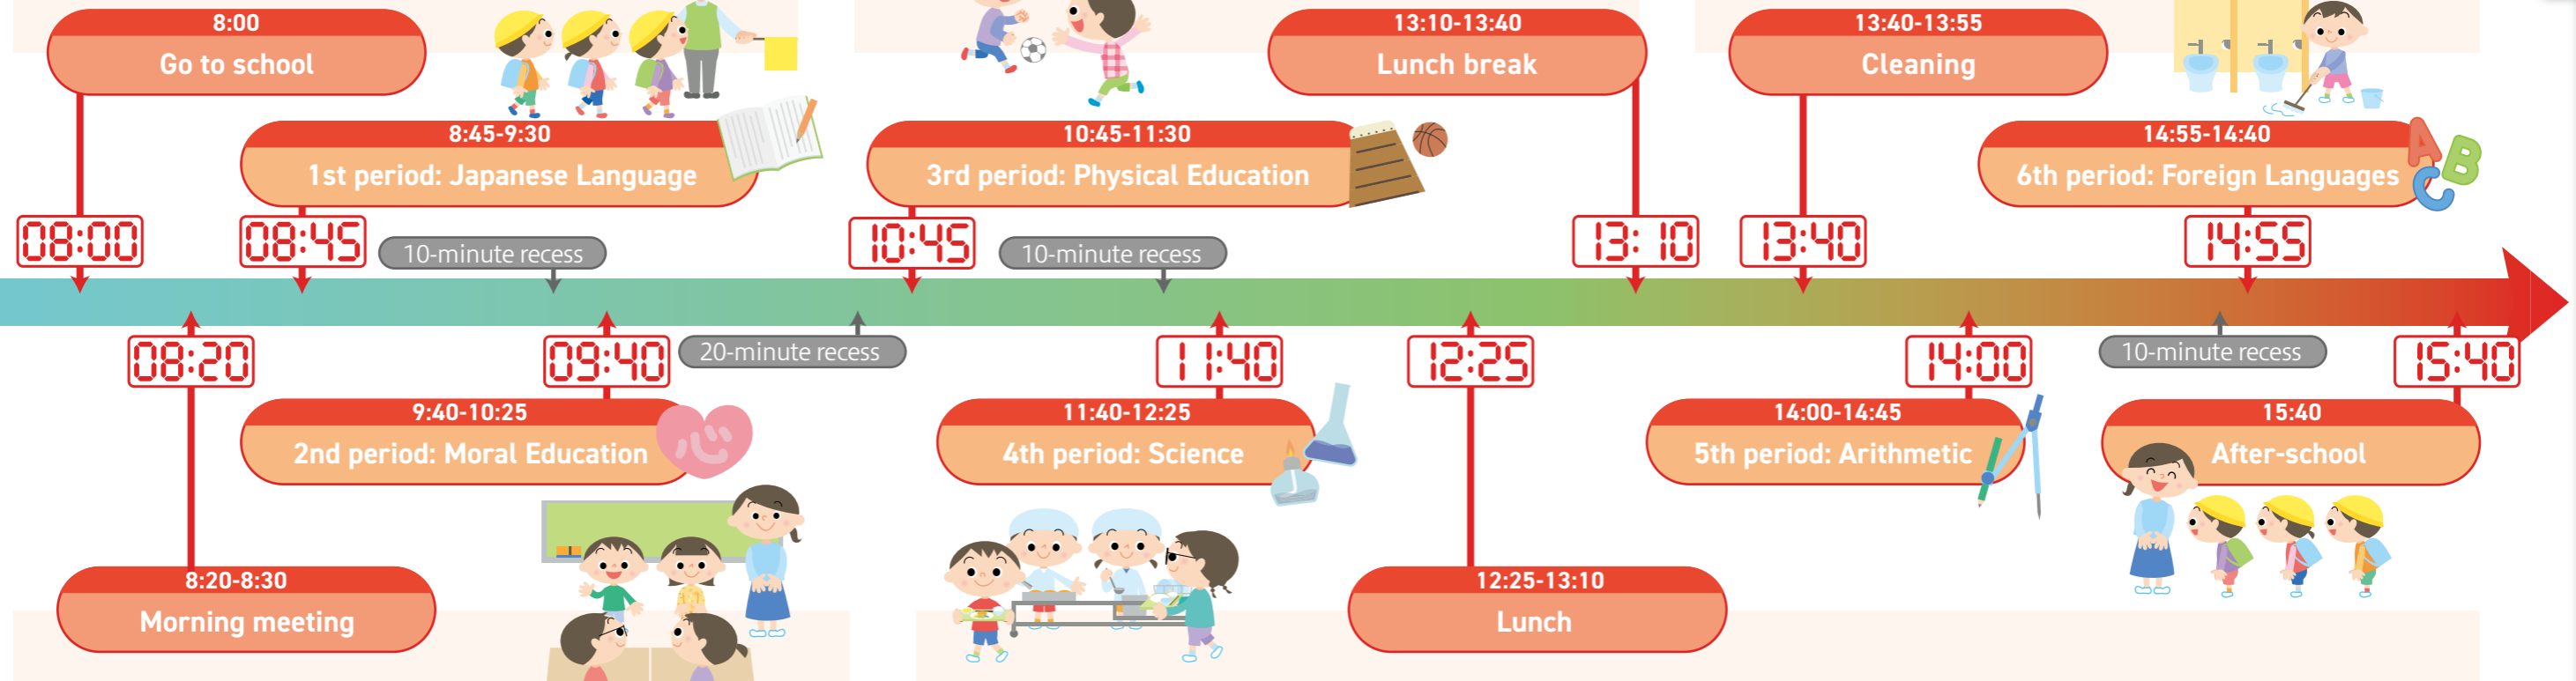 8:00
Go to school
08:00
8:20-8:30
Morning meeting
08:20
8:45-9:30
1st period: Japanese Language
08:45
10-minute recess
9:40-10:25
2nd period: Moral Education
心
09:40
20-minute recess
10:45-11:30
3rd period: Physical Education
10:45
10-minute recess
11:40-12:25
4th period: Science
11:40
12:25-13:10
Lunch
12:25
13:10-13:40
Lunch break
13:10
13:40-13:55
Cleaning
13:40
14:00-14:45
5th period: Arithmetic
14:00
10-minute recess
14:55-14:40
6th period: Foreign Languages
A B C
14:55
15:40
After-school
15:40